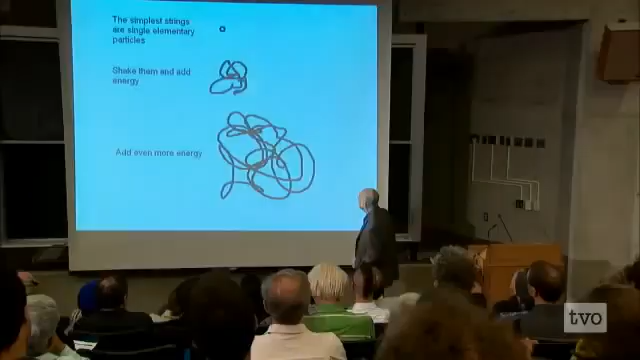 The simplest strings
are single elementary
particles
Shake them and add
energy
Add even more energy
tvo